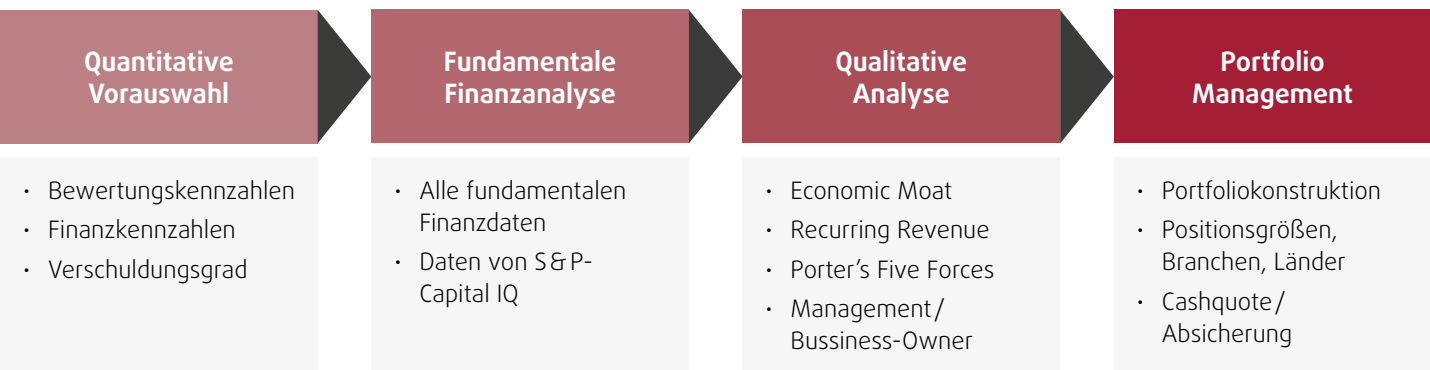 Quantitative
Vorauswahl
· Bewertungskennzahlen
· Finanzkennzahlen
· Verschuldungsgrad
Fundamentale
Finanzanalyse
· Alle fundamentalen
Finanzdaten
· Daten von S&P-
Capital IQ
Qualitative
Analyse
· Economic Moat
· Recurring Revenue
· Porter’s Five Forces
· Management/
Bussiness-Owner
Portfolio
Management
· Portfoliokonstruktion
· Positionsgrößen,
Branchen, Länder
· Cashquote/
Absicherung